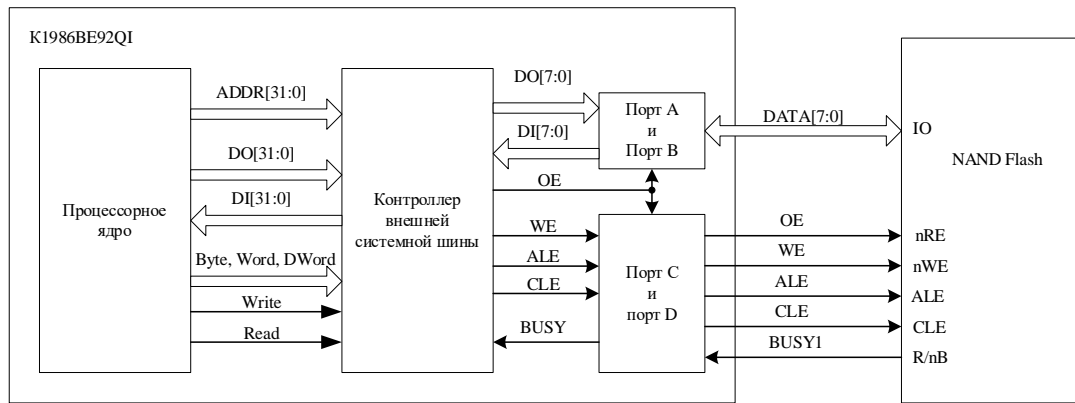 K1986BE92QI
Процессорное
ядро
ADDR[31:0]
DO[31:0]
DI[31:0]
Byte, Word, DWord
Write
Read
Контроллер
внешней
системной шины
DO[7:0]
DI[7:0]
OE
WE
ALE
CLE
BUSY
Порт А
и
Порт В
Порт С
и
порт D
DATA[7:0]
OE
WE
ALE
CLE
BUSY1
IO
NAND Flash
nRE
nWE
ALE
CLE
R/nB